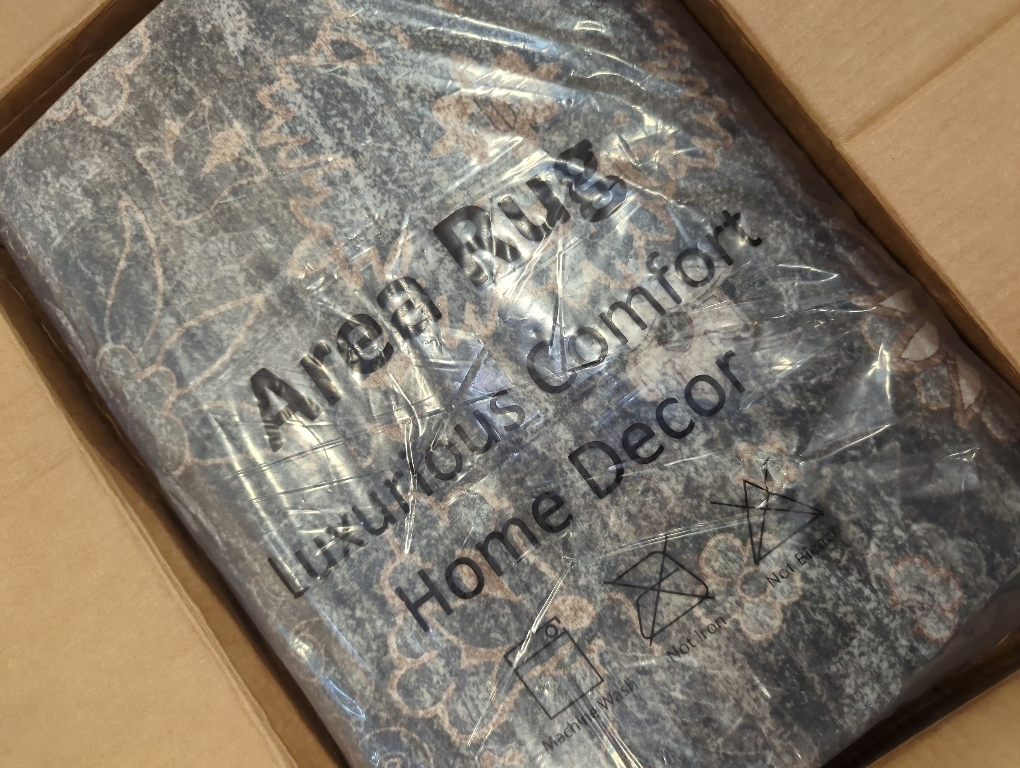 Area Rug
Luxurious Comfort
Home Decor
Machine Wash
Not Iron
Not Bleach